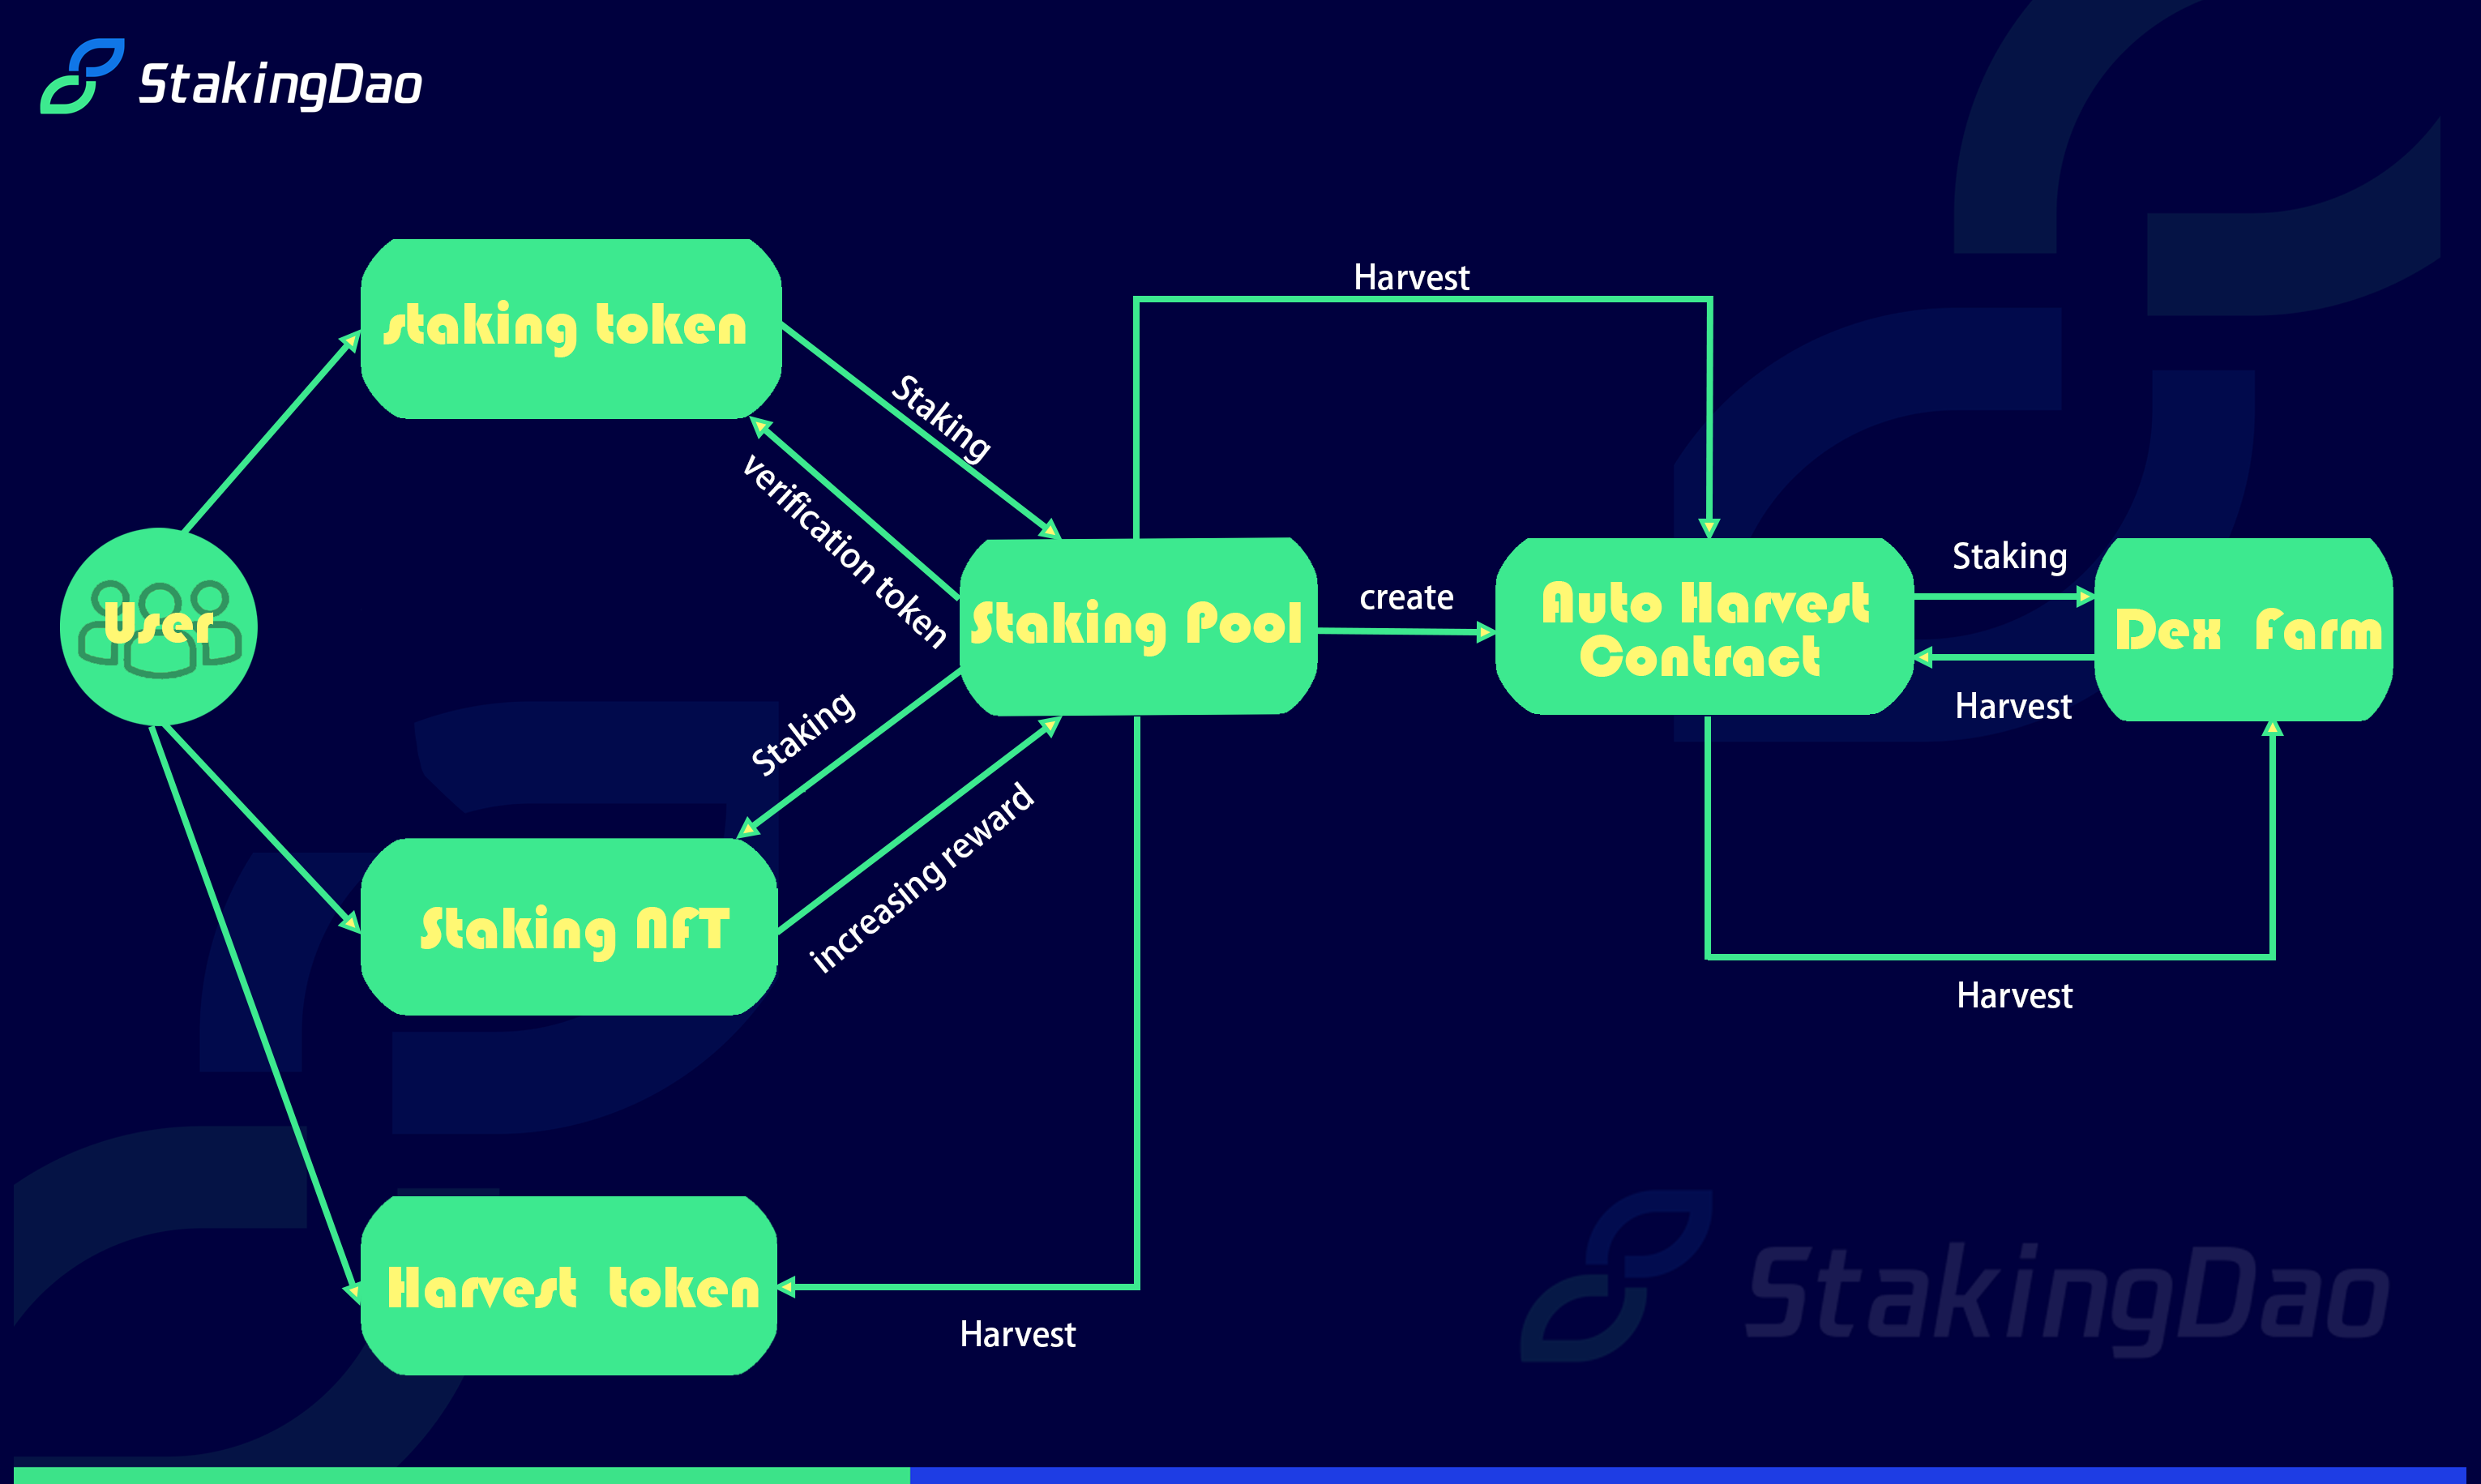 StakingDao
Harvest
staking token
Staking
verification token
Staking
create
User
Staking Pool
Auto Harvest
Contract
Dex Farm
Harvest
Staking
increasing reward
Staking NFT
Harvest
Harvest token
Harvest
StakingDao